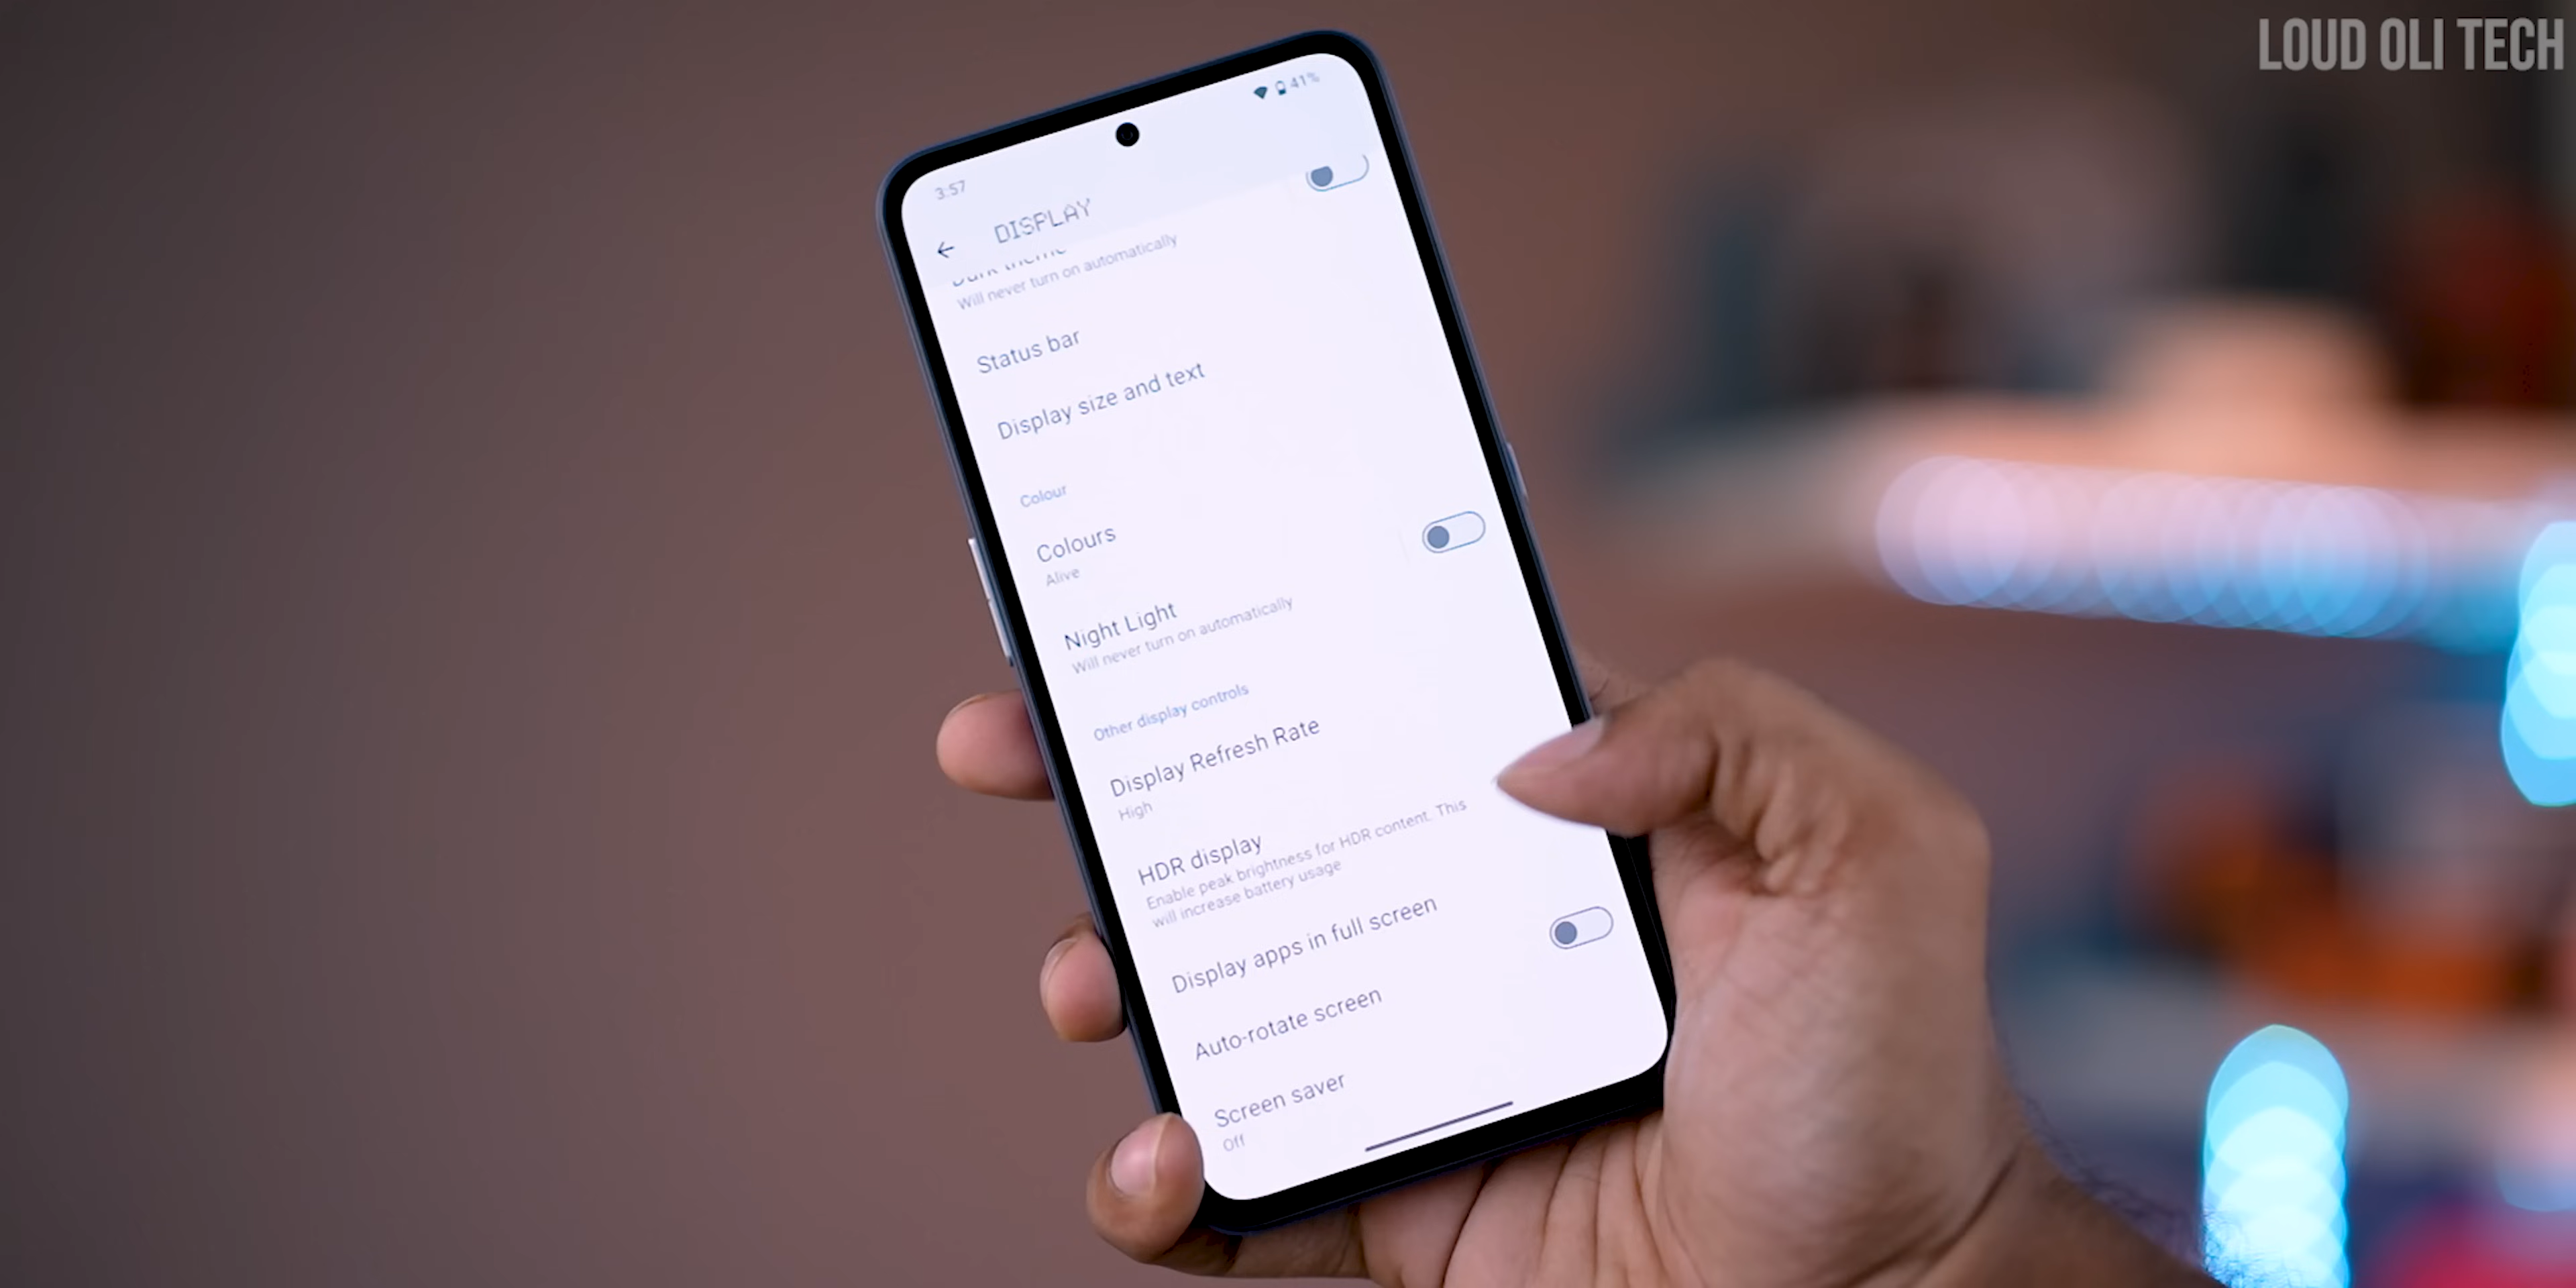 LOUD OLI TECH
41%
3:57
DISPLAY
Dark theme
Will never turn on automatically
Status bar
Display size and text
Colour
Colours
Alive
Night Light
Will never turn on automatically
Other display controls
Display Refresh Rate
High
HDR display
Enable peak brightness for HDR content. This
will increase battery usage
Display apps in full screen
Auto-rotate screen
Screen saver
Off